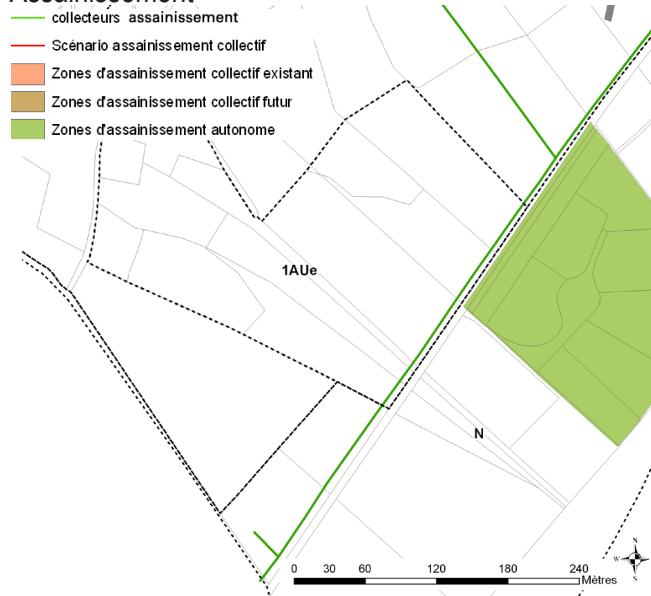 Assainissement
collecteurs assainissement
Scénario assainissement collectif
Zones d'assainissement collectif existant
Zones d'assainissement collectif futur
Zones d'assainissement autonome
1AUe
N
N
W E
S
0 30 60 120 180 240
Mètres